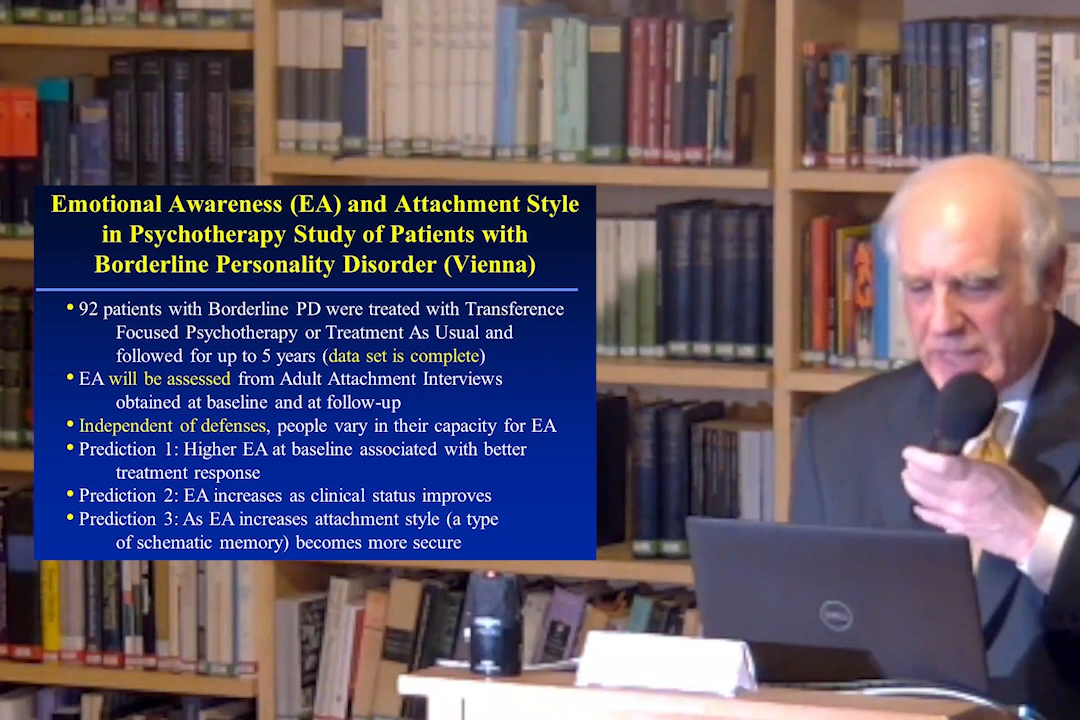 Emotional Awareness (EA) and Attachment Style
in Psychotherapy Study of Patients with
Borderline Personality Disorder (Vienna)
• 92 patients with Borderline PD were treated with Transference
Focused Psychotherapy or Treatment As Usual and
followed for up to 5 years (data set is complete)
• EA will be assessed from Adult Attachment Interviews
obtained at baseline and at follow-up
• Independent of defenses, people vary in their capacity for EA
• Prediction 1: Higher EA at baseline associated with better
treatment response
• Prediction 2: EA increases as clinical status improves
• Prediction 3: As EA increases attachment style (a type
of schematic memory) becomes more secure
DELL